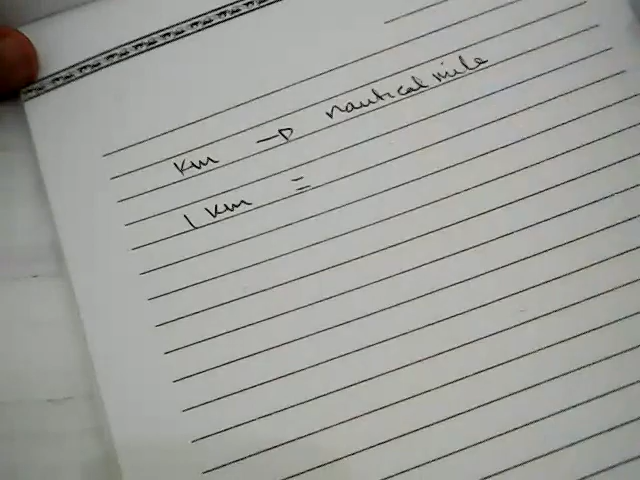 km → nautical mile
1 km =